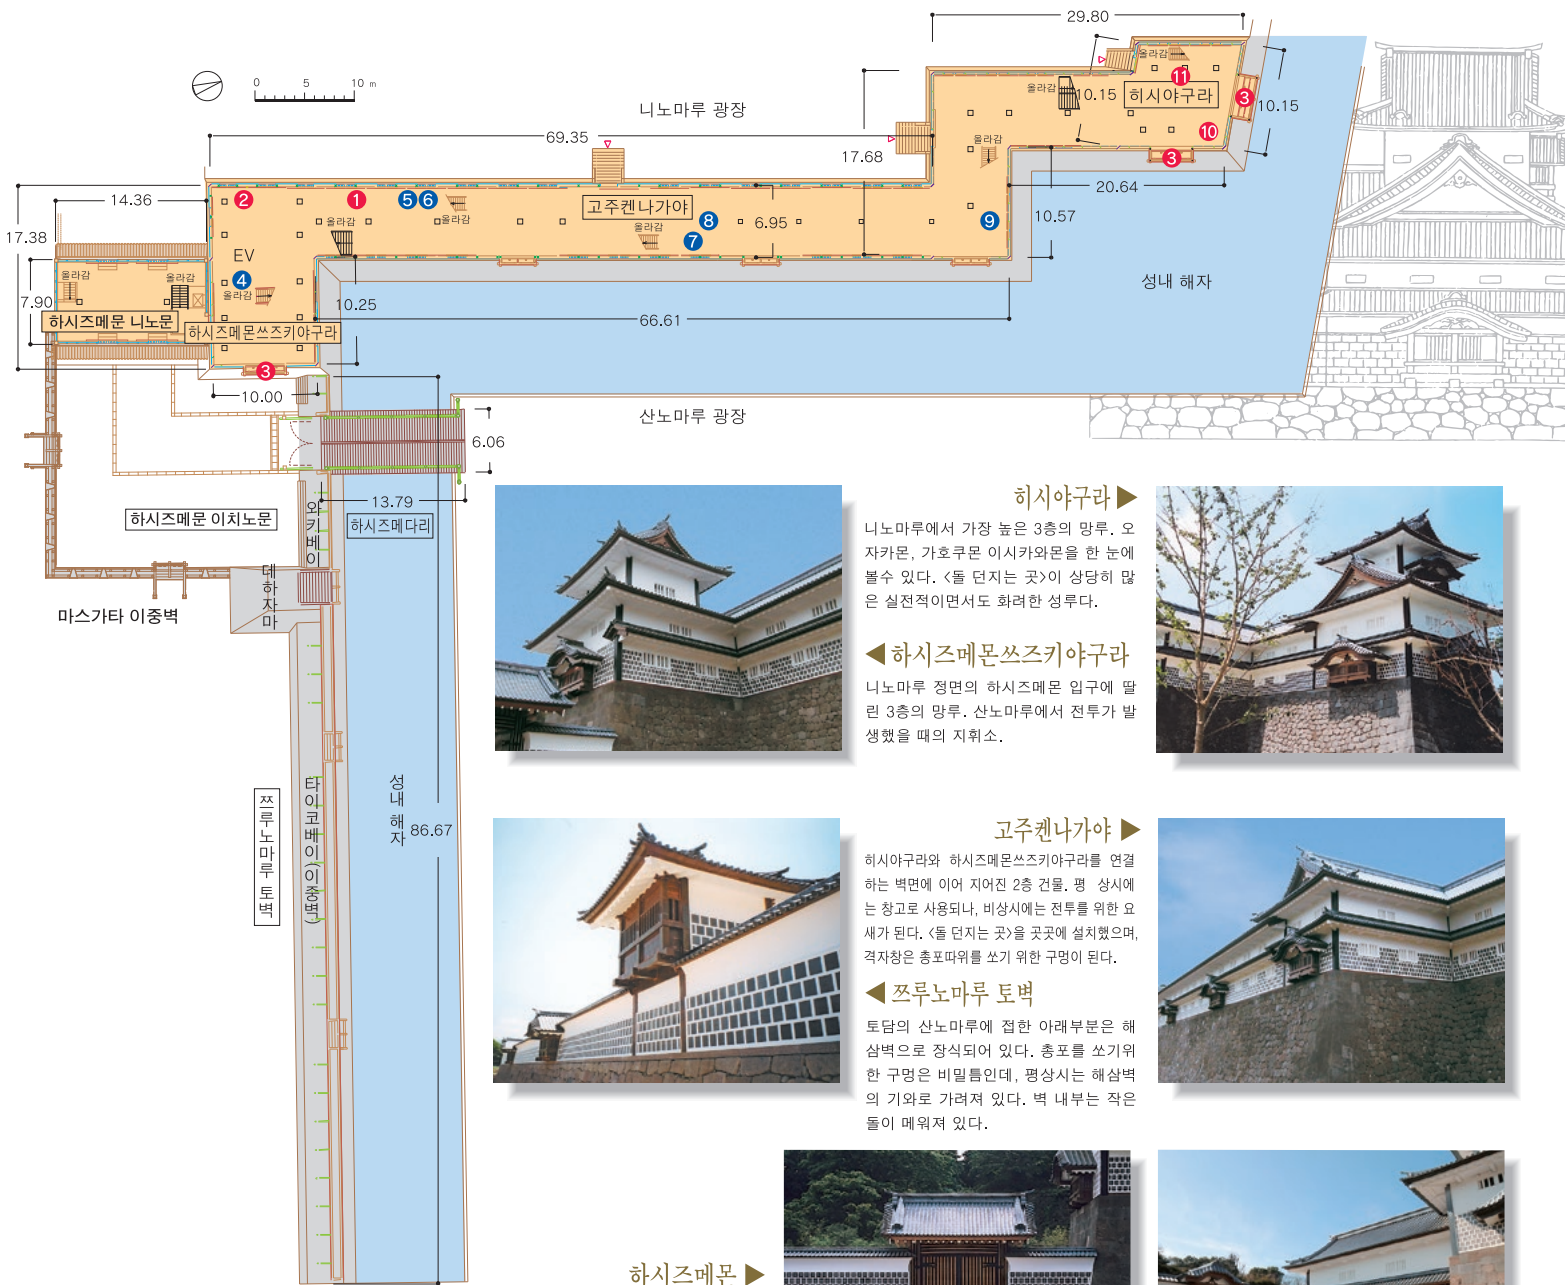 29.80
0 5 10 m
올라감
⑪
올라감
10.15
히시야구라
③
10.15
니노마루 광장
⑩
69.35
올라감
17.68
③
20.64
14.36
②
①
⑤ ⑥
올라감
고주켄나가야
⑧
6.95
⑨
10.57
17.38
올라감
올라감
⑦
EV
올라감
올라감
④
올라감
성내 해자
7.90
10.25
하시즈메문 니노문
하시즈메몬쓰즈키야구라
66.61
③
10.00
산노마루 광장
6.06
13.79
하시즈메문 이치노문
와키베이
하시즈메다리
데하자마
마스가타 이중벽
쯔루노마루 토벽
타이코베이(이중벽)
성내 해자
86.67
히시야구라 ▶
니노마루에서 가장 높은 3층의 망루. 오
자카몬, 가호쿠몬 이시카와몬을 한 눈에
볼수 있다. <돌 던지는 곳>이 상당히 많
은 실전적이면서도 화려한 성루다.
◀ 하시즈메몬쓰즈키야구라
니노마루 정면의 하시즈메몬 입구에 딸
린 3층의 망루. 산노마루에서 전투가 발
생했을 때의 지휘소.
고주켄나가야 ▶
히시야구라와 하시즈메몬쓰즈키야구라를 연결
하는 벽면에 이어 지어진 2층 건물. 평 상시에
는 창고로 사용되나, 비상시에는 전투를 위한 요
새가 된다. <돌 던지는 곳>을 곳곳에 설치했으며,
격자창은 총포따위를 쏘기 위한 구멍이 된다.
◀ 쯔루노마루 토벽
토담의 산노마루에 접한 아래부분은 해
삼벽으로 장식되어 있다. 총포를 쏘기위
한 구멍은 비밀틈인데, 평상시는 해삼벽
의 기와로 가려져 있다. 벽 내부는 작은
돌이 메워져 있다.
하시즈메몬 ▶